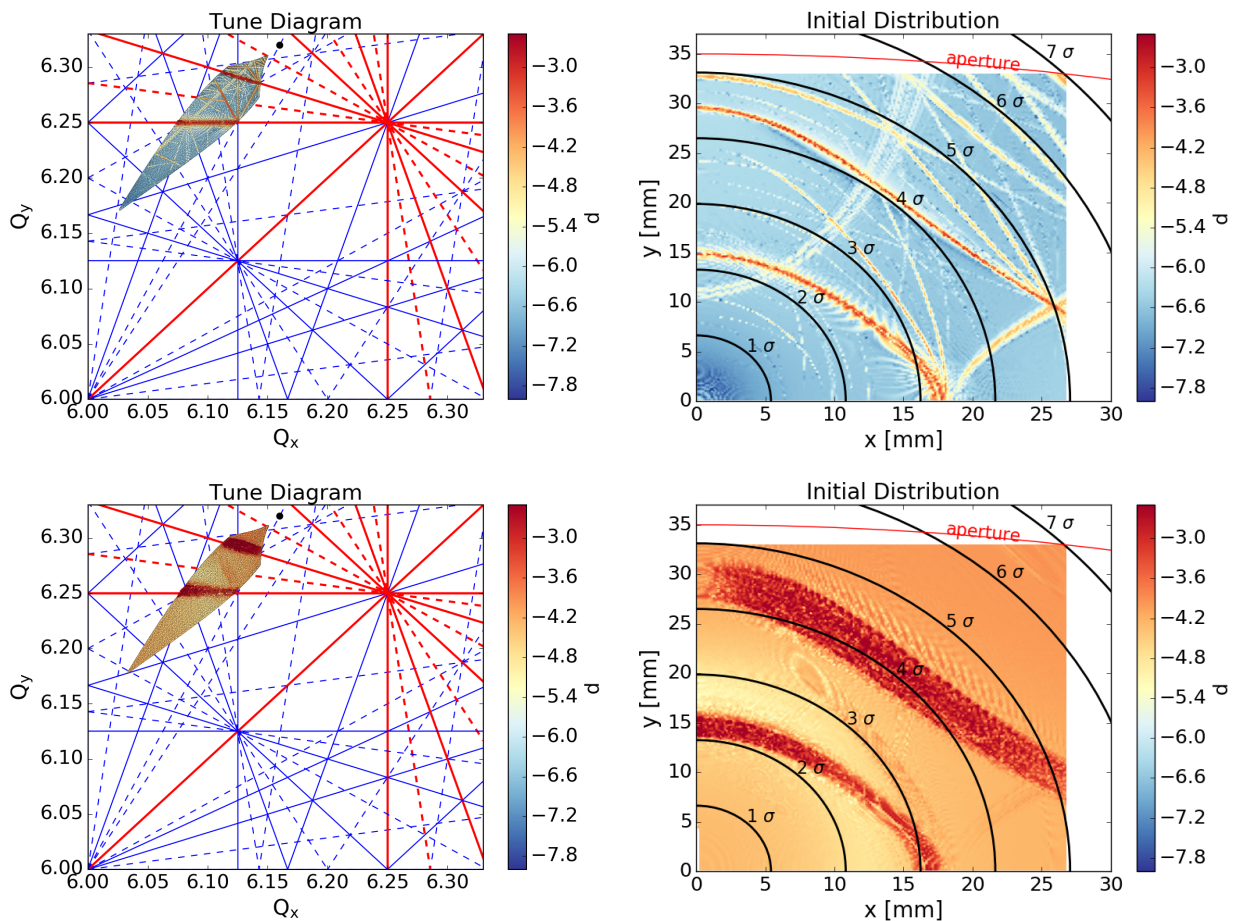 Tune Diagram
6.30
6.25
6.20
6.15
6.10
6.05
6.00
Q_y
6.00 6.05 6.10 6.15 6.20 6.25 6.30
Q_x
−3.0
−3.6
−4.2
−4.8
−5.4
−6.0
−6.6
−7.2
−7.8
d
Initial Distribution
35
30
25
20
15
10
5
0
y [mm]
aperture
7 σ
6 σ
5 σ
4 σ
3 σ
2 σ
1 σ
0 5 10 15 20 25 30
x [mm]
−3.0
−3.6
−4.2
−4.8
−5.4
−6.0
−6.6
−7.2
−7.8
d
Tune Diagram
6.30
6.25
6.20
6.15
6.10
6.05
6.00
Q_y
6.00 6.05 6.10 6.15 6.20 6.25 6.30
Q_x
−3.0
−3.6
−4.2
−4.8
−5.4
−6.0
−6.6
−7.2
−7.8
d
Initial Distribution
35
30
25
20
15
10
5
0
y [mm]
aperture
7 σ
6 σ
5 σ
4 σ
3 σ
2 σ
1 σ
0 5 10 15 20 25 30
x [mm]
−3.0
−3.6
−4.2
−4.8
−5.4
−6.0
−6.6
−7.2
−7.8
d